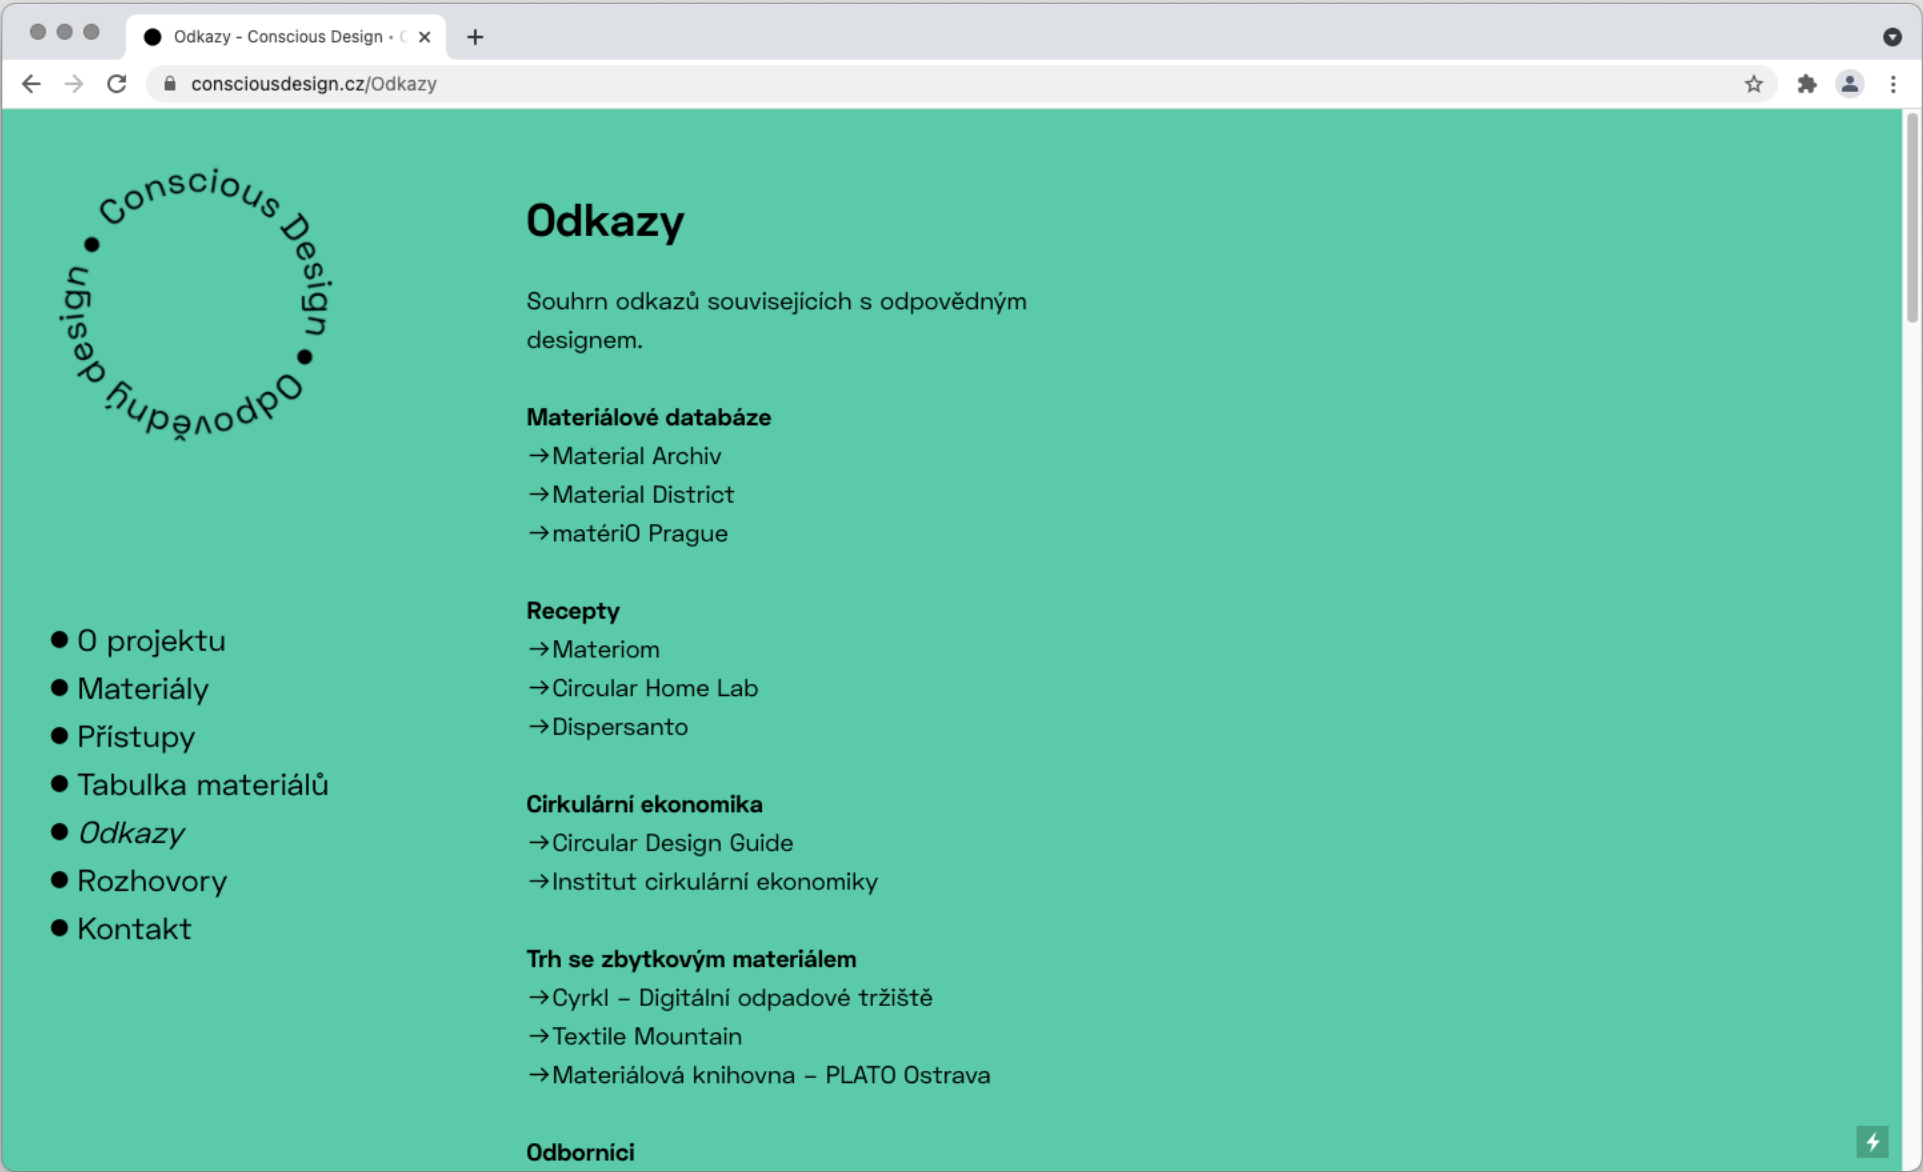 Odkazy - Conscious Design •
consciousdesign.cz/Odkazy
• Conscious Design • Odpovědný design
Odkazy
Souhrn odkazů souvisejících s odpovědným
designem.
Materiálové databáze
→Material Archiv
→Material District
→matériO Prague
Recepty
→Materiom
→Circular Home Lab
→Dispersanto
Cirkulární ekonomika
→Circular Design Guide
→Institut cirkulární ekonomiky
Trh se zbytkovým materiálem
→Cyrkl – Digitální odpadové tržiště
→Textile Mountain
→Materiálová knihovna – PLATO Ostrava
Odborníci
● O projektu
● Materiály
● Přístupy
● Tabulka materiálů
● Odkazy
● Rozhovory
● Kontakt